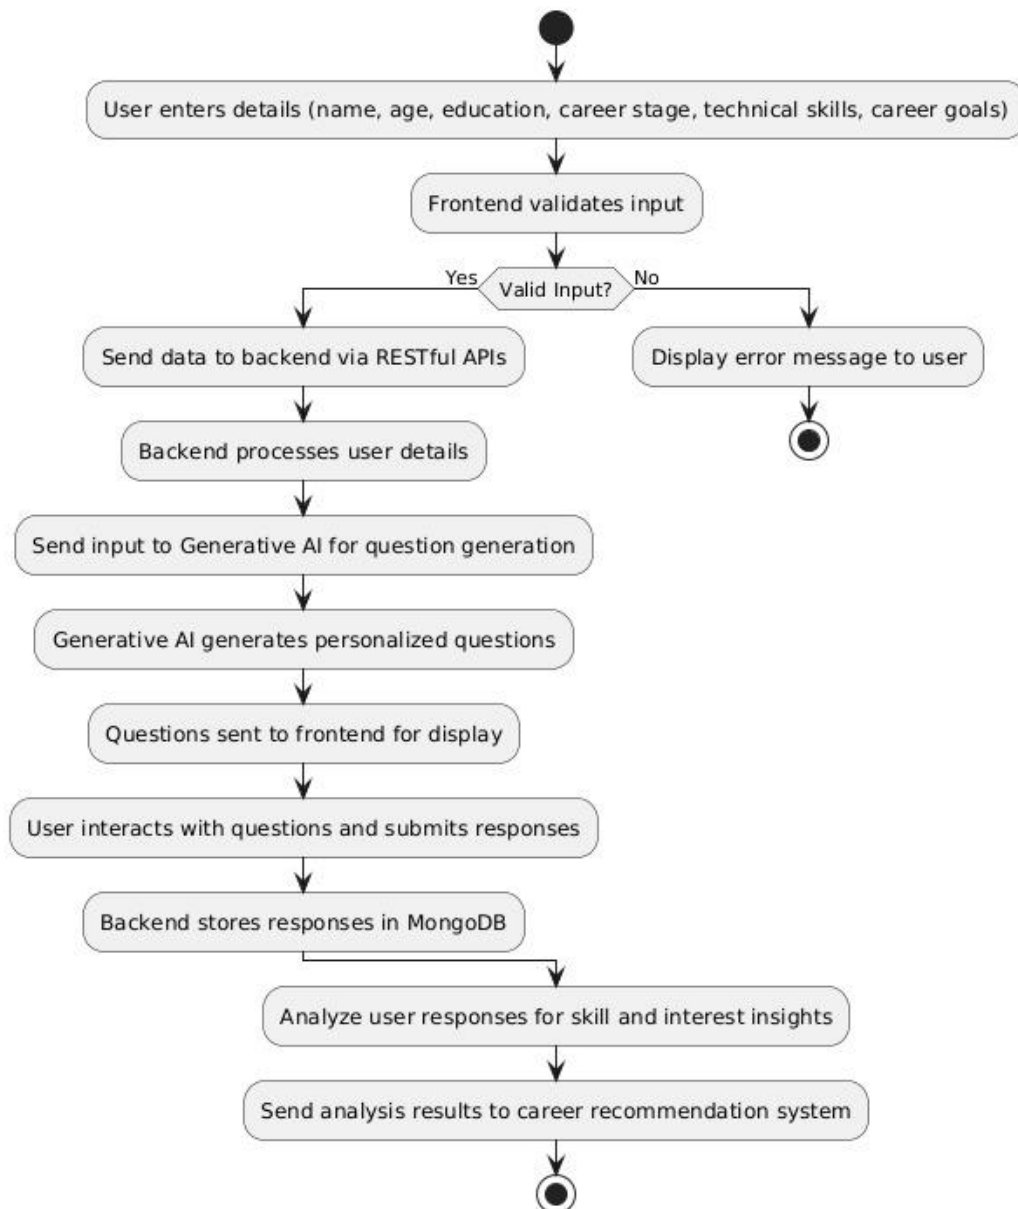 User enters details (name, age, education, career stage, technical skills, career goals)
Frontend validates input
Yes
Valid Input?
No
Send data to backend via RESTful APIs
Display error message to user
Backend processes user details
Send input to Generative AI for question generation
Generative AI generates personalized questions
Questions sent to frontend for display
User interacts with questions and submits responses
Backend stores responses in MongoDB
Analyze user responses for skill and interest insights
Send analysis results to career recommendation system